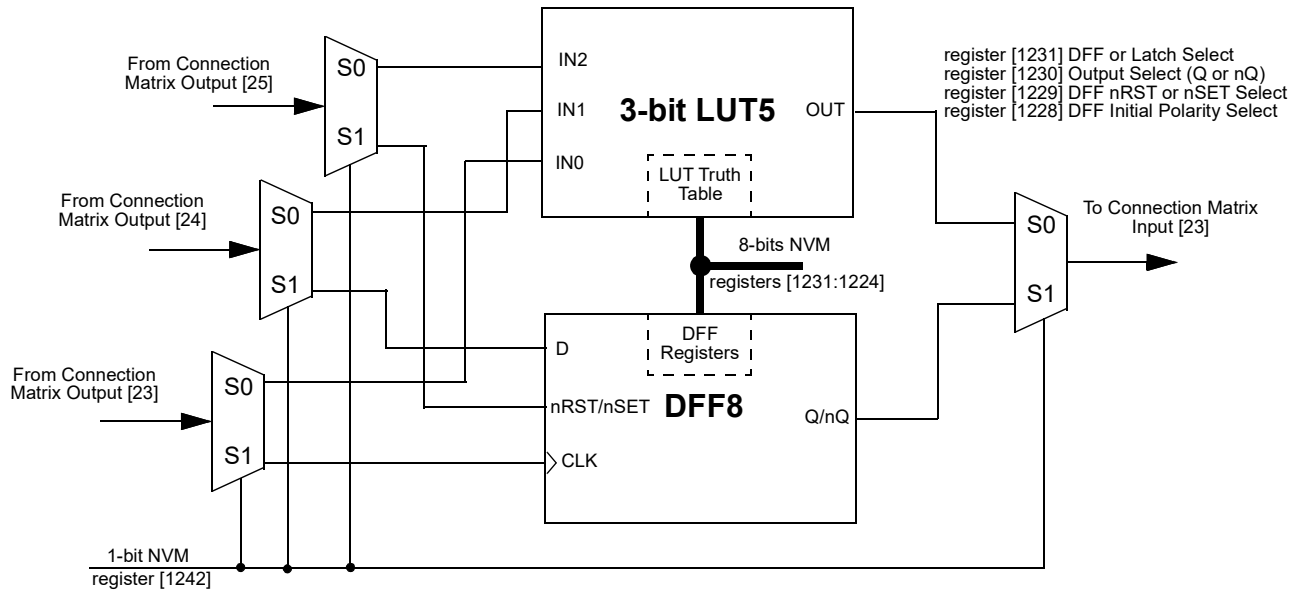 From Connection
Matrix Output [25]
S0
S1
IN2
IN1
IN0
3-bit LUT5
OUT
LUT Truth
Table
register [1231] DFF or Latch Select
register [1230] Output Select (Q or nQ)
register [1229] DFF nRST or nSET Select
register [1228] DFF Initial Polarity Select
From Connection
Matrix Output [24]
S0
S1
8-bits NVM
registers [1231:1224]
S0
S1
To Connection Matrix
Input [23]
From Connection
Matrix Output [23]
S0
S1
D
nRST/nSET
CLK
DFF
Registers
DFF8
Q/nQ
1-bit NVM
register [1242]